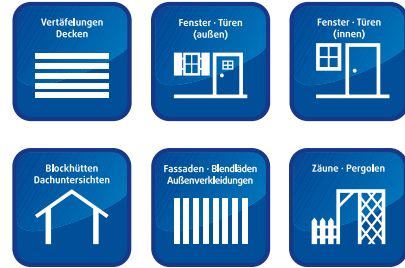 Vertäfelungen
Decken
Fenster · Türen
(außen)
Fenster · Türen
(innen)
Blockhütten
Dachuntersichten
Fassaden · Blendläden
Außenverkleidungen
Zäune · Pergolen